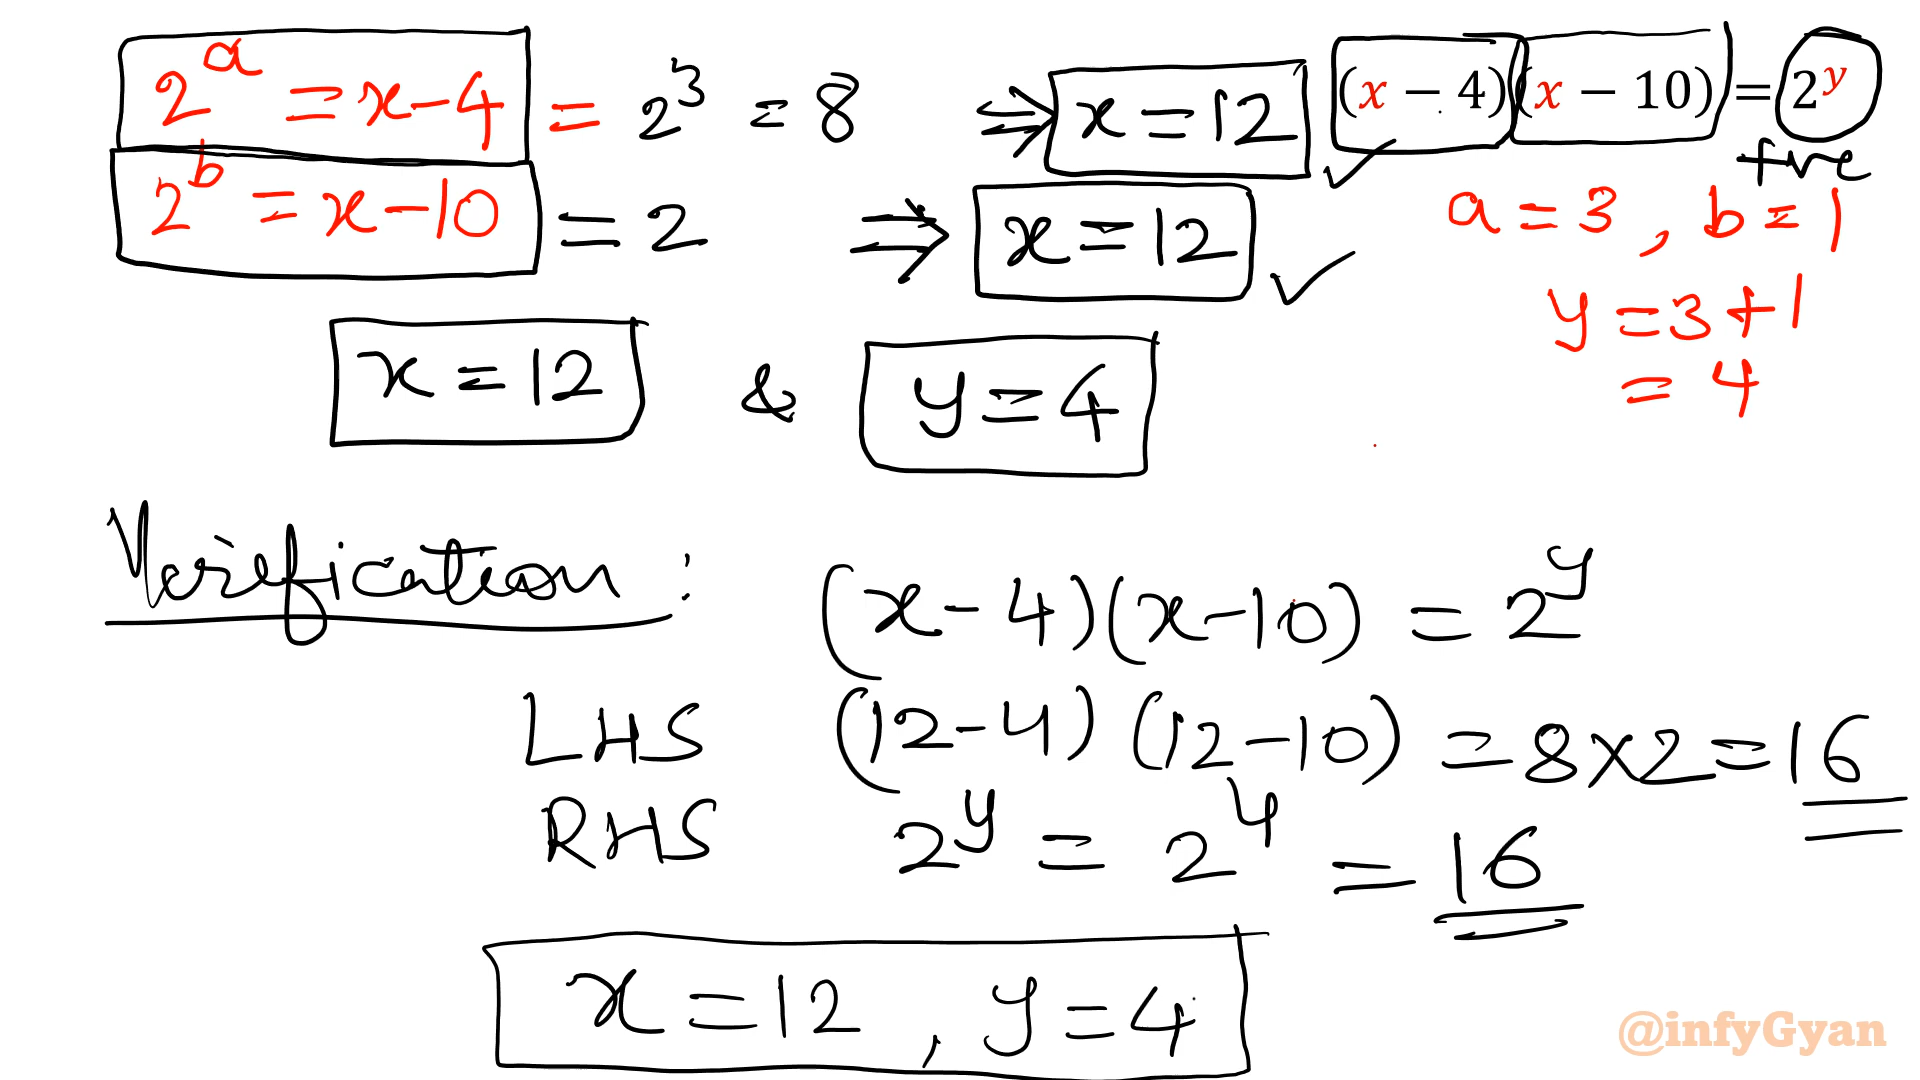 2^a = x-4 = 2^3 = 8 ⇒ x = 12 ✓
(x − 4)(x − 10) = 2^y
+ve
2^b = x-10 = 2 ⇒ x = 12 ✓
a = 3 , b = 1
y = 3+1
= 4
x = 12 & y = 4
Verification :
(x-4)(x-10) = 2^y
LHS (12-4) (12-10) = 8×2 = 16
RHS 2^y = 2^4 = 16
x = 12 , y = 4
@infyGyan